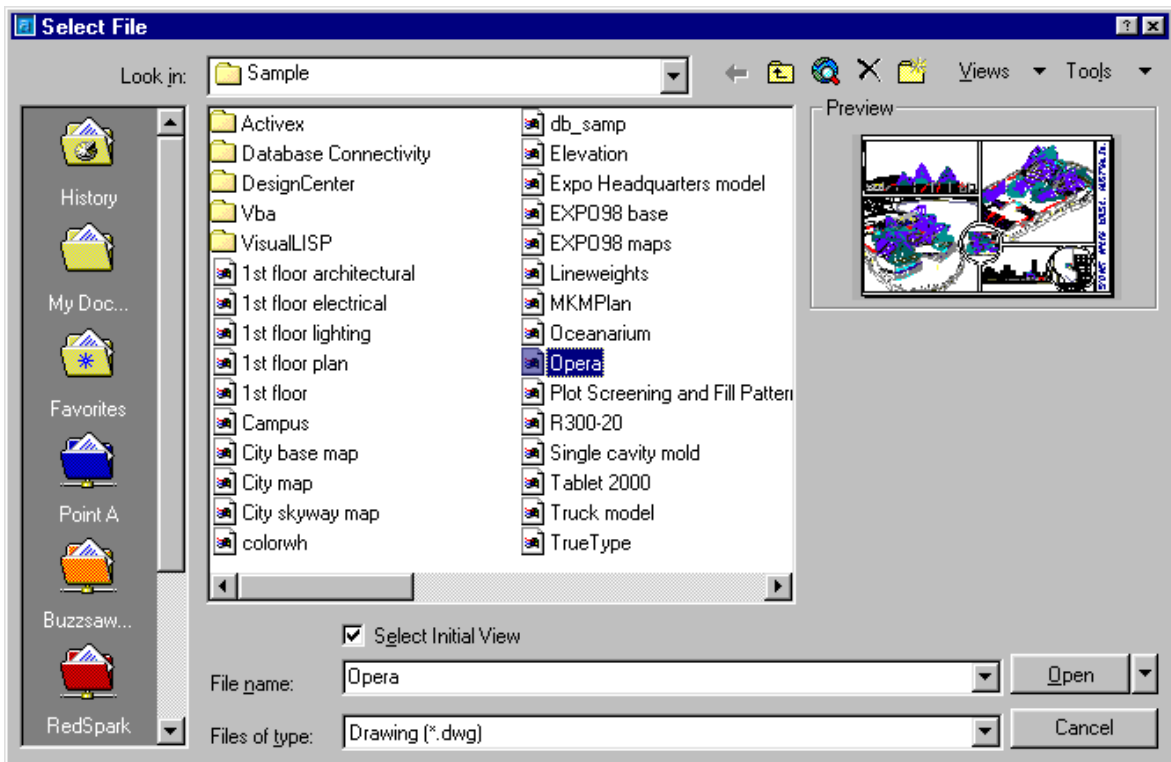 Select File
Look in:
Sample
Views
Tools
History
My Doc...
Favorites
Point A
Buzzsaw...
RedSpark
Activex
Database Connectivity
DesignCenter
Vba
VisualLISP
1st floor architectural
1st floor electrical
1st floor lighting
1st floor plan
1st floor
Campus
City base map
City map
City skyway map
colorwh
db_samp
Elevation
Expo Headquarters model
EXPO98 base
EXPO98 maps
Lineweights
MKMPlan
Oceanarium
Opera
Plot Screening and Fill Pattern
R300-20
Single cavity mold
Tablet 2000
Truck model
TrueType
Preview
Select Initial View
File name:
Opera
Open
Files of type:
Drawing (*.dwg)
Cancel